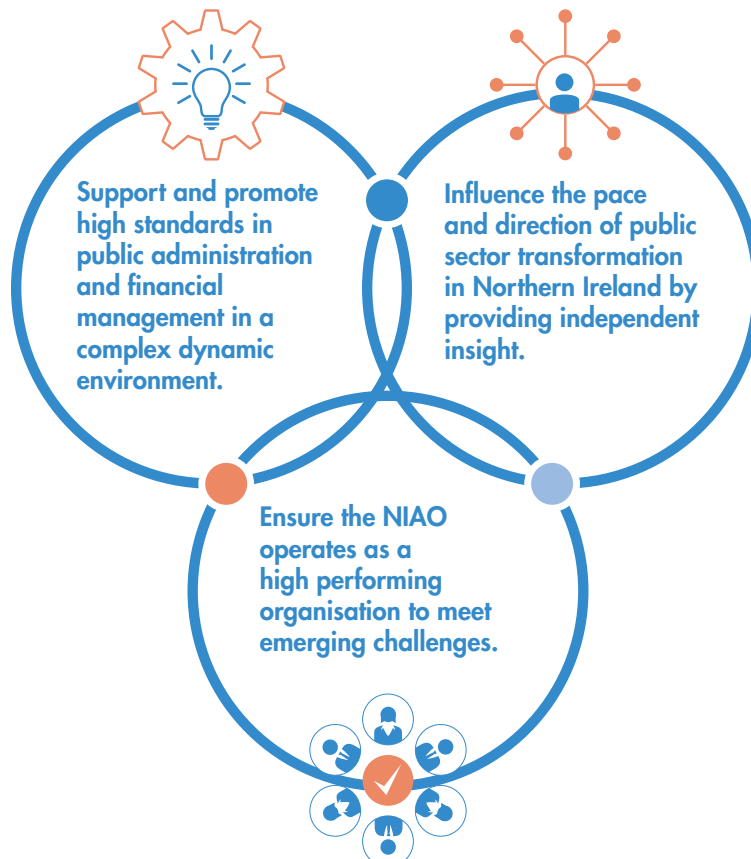 Support and promote
high standards in
public administration
and financial
management in a
complex dynamic
environment.
Influence the pace
and direction of public
sector transformation
in Northern Ireland by
providing independent
insight.
Ensure the NIAO
operates as a
high performing
organisation to meet
emerging challenges.